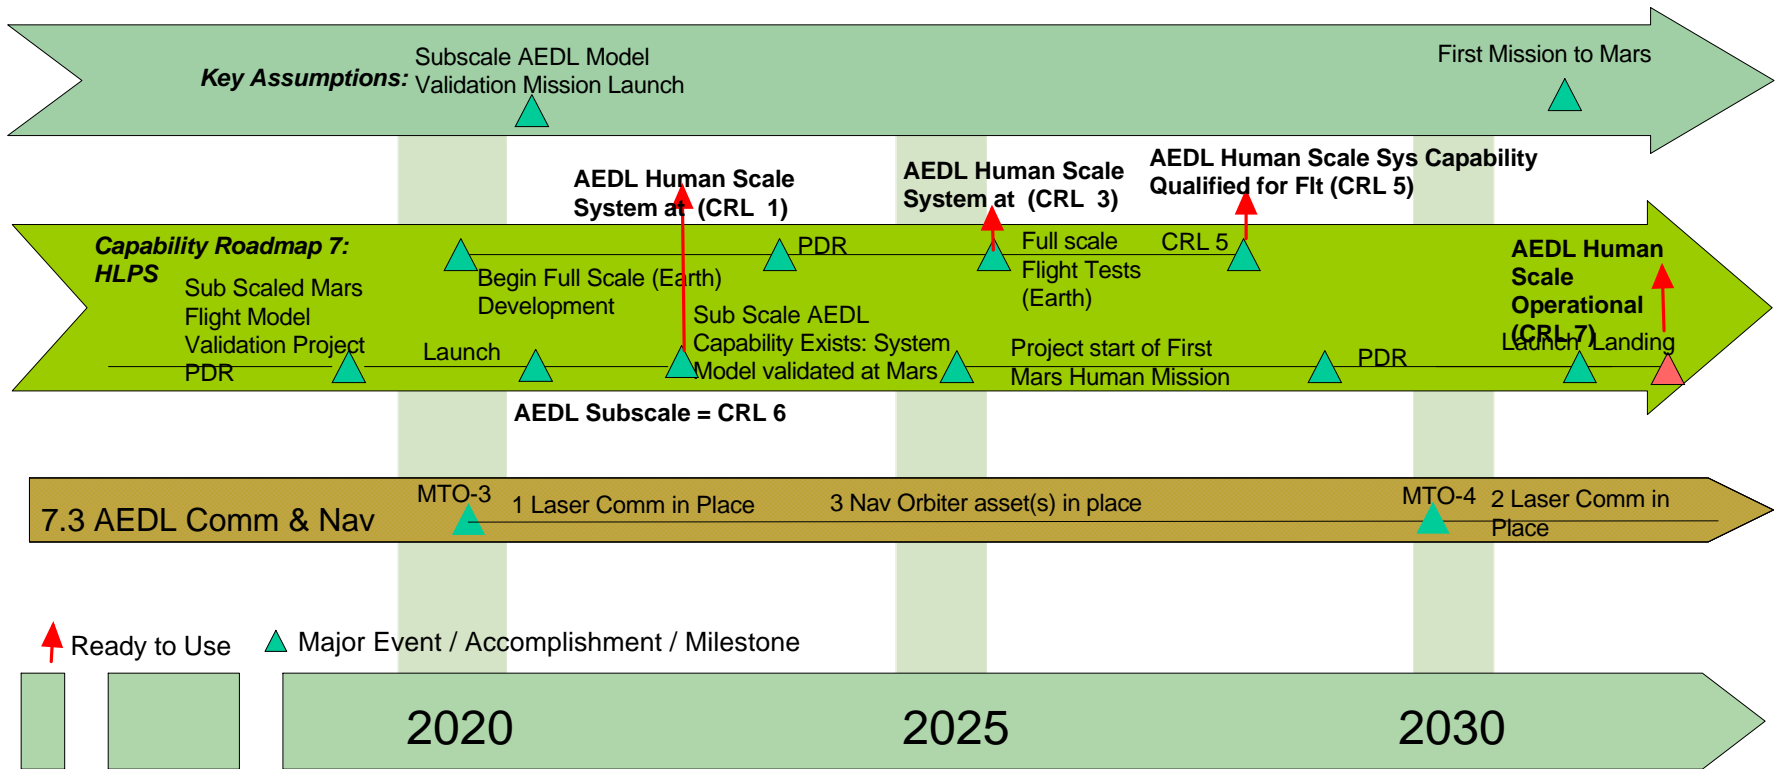 Key Assumptions:
Subscale AEDL Model
Validation Mission Launch
First Mission to Mars
AEDL Human Scale
System at  (CRL  1)
AEDL Human Scale
System at  (CRL  3)
AEDL Human Scale Sys Capability
Qualified for Flt (CRL 5)
Capability Roadmap 7:
HLPS
Begin Full Scale (Earth)
Development
PDR
Full scale
Flight Tests
(Earth)
CRL 5
AEDL Human
Scale
Operational
(CRL 7)
Sub Scaled Mars
Flight Model
Validation Project
PDR
Launch
Sub Scale AEDL
Capability Exists: System
Model validated at Mars
Project start of First
Mars Human Mission
PDR
Launch
Landing
AEDL Subscale = CRL 6
7.3 AEDL Comm & Nav
MTO-3
1 Laser Comm in Place
3 Nav Orbiter asset(s) in place
MTO-4
2 Laser Comm in
Place
Ready to Use
Major Event / Accomplishment / Milestone
2020
2025
2030